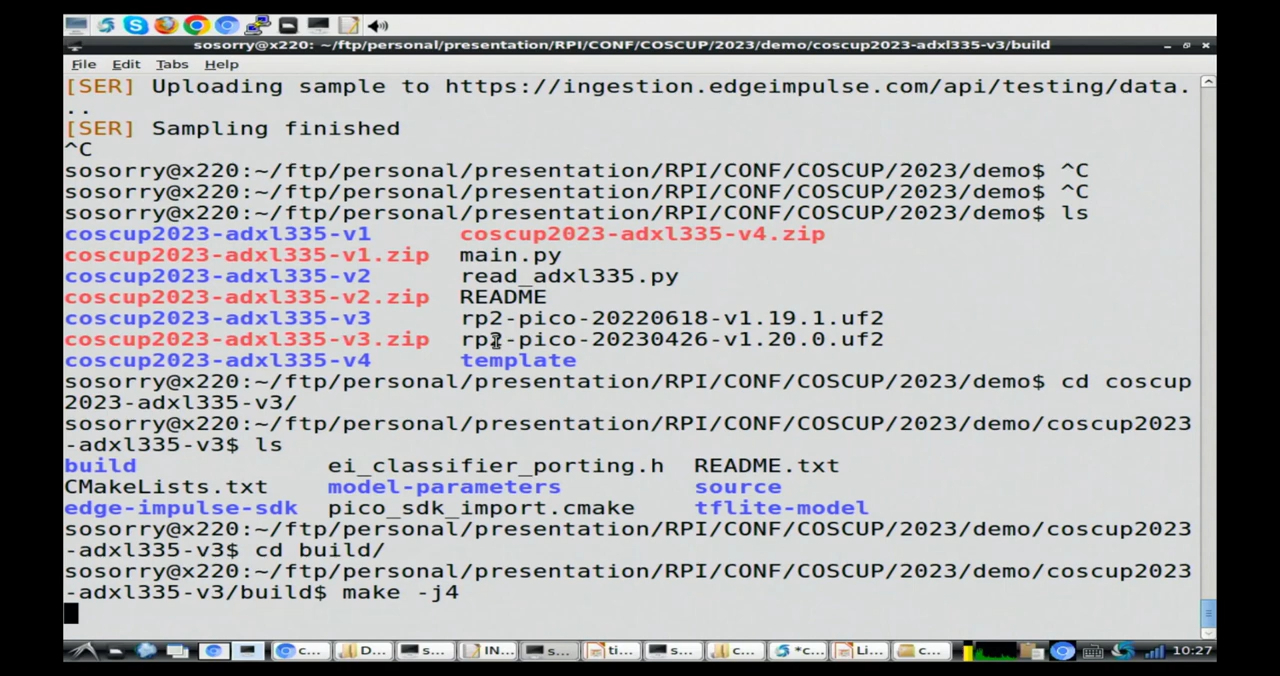 sosorry@x220: ~/ftp/personal/presentation/RPI/CONF/COSCUP/2023/demo/coscup2023-adxl335-v3/build
File Edit Tabs Help
[SER] Uploading sample to https://ingestion.edgeimpulse.com/api/testing/data.
..
[SER] Sampling finished
^C
sosorry@x220:~/ftp/personal/presentation/RPI/CONF/COSCUP/2023/demo$ ^C
sosorry@x220:~/ftp/personal/presentation/RPI/CONF/COSCUP/2023/demo$ ^C
sosorry@x220:~/ftp/personal/presentation/RPI/CONF/COSCUP/2023/demo$ ls
coscup2023-adxl335-v1 coscup2023-adxl335-v4.zip
coscup2023-adxl335-v1.zip main.py
coscup2023-adxl335-v2 read_adxl335.py
coscup2023-adxl335-v2.zip README
coscup2023-adxl335-v3 rp2-pico-20220618-v1.19.1.uf2
coscup2023-adxl335-v3.zip rp2-pico-20230426-v1.20.0.uf2
coscup2023-adxl335-v4 template
sosorry@x220:~/ftp/personal/presentation/RPI/CONF/COSCUP/2023/demo$ cd coscup
2023-adxl335-v3/
sosorry@x220:~/ftp/personal/presentation/RPI/CONF/COSCUP/2023/demo/coscup2023
-adxl335-v3$ ls
build ei_classifier_porting.h README.txt
CMakeLists.txt model-parameters source
edge-impulse-sdk pico_sdk_import.cmake tflite-model
sosorry@x220:~/ftp/personal/presentation/RPI/CONF/COSCUP/2023/demo/coscup2023
-adxl335-v3$ cd build/
sosorry@x220:~/ftp/personal/presentation/RPI/CONF/COSCUP/2023/demo/coscup2023
-adxl335-v3/build$ make -j4
c... D... s... IN... s... ti... s... c... *c... Li... c... 10:27